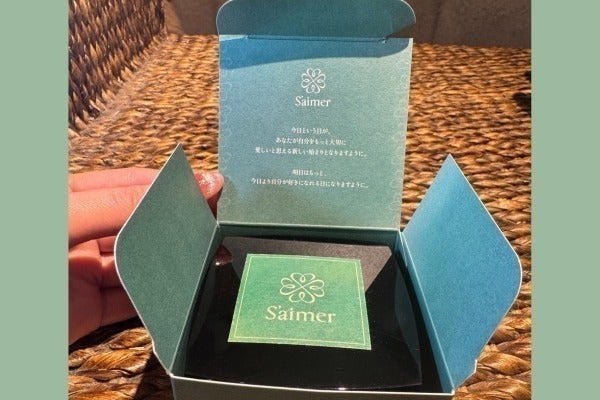 S'aimer
今日という日が、
あなたが自分をもっと大切に
愛しいと思える新しい始まりとなりますように。
明日はもっと、
今日より自分が好きになれる日になりますように。
S'aimer